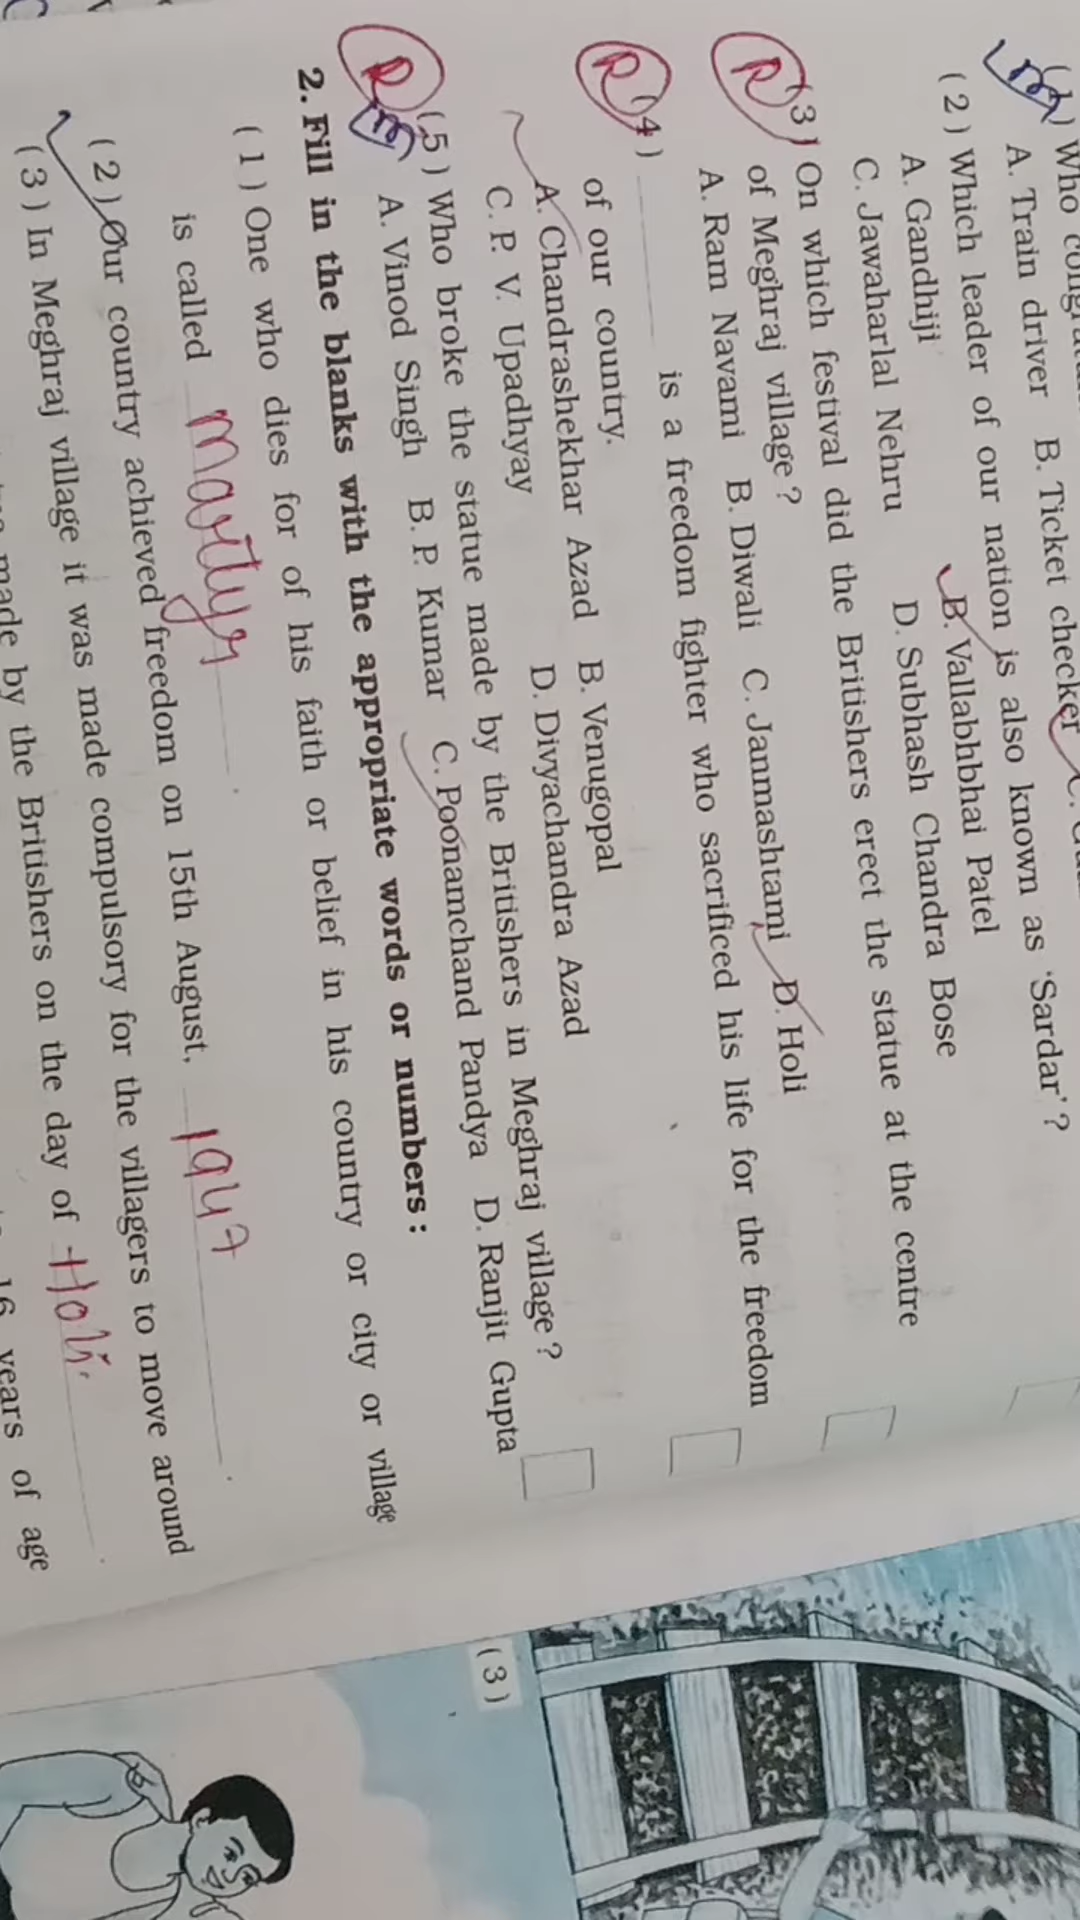 (1) Who
A. Train driver B. Ticket checker C.
(2) Which leader of our nation is also known as 'Sardar'?
A. Gandhiji B. Vallabhbhai Patel
C. Jawaharlal Nehru D. Subhash Chandra Bose
R (3) On which festival did the Britishers erect the statue at the centre
of Meghraj village?
A. Ram Navami B. Diwali C. Janmashtami D. Holi
R (4) is a freedom fighter who sacrificed his life for the freedom
of our country.
A. Chandrashekhar Azad B. Venugopal
C. P. V. Upadhyay D. Divyachandra Azad
R (5) Who broke the statue made by the Britishers in Meghraj village?
A. Vinod Singh B. P. Kumar C. Poonamchand Pandya D. Ranjit Gupta
2. Fill in the blanks with the appropriate words or numbers:
(1) One who dies for of his faith or belief in his country or city or village
is called martyr.
(2) Our country achieved freedom on 15th August, 1947.
(3) In Meghraj village it was made compulsory for the villagers to move around
made by the Britishers on the day of Holi.
16 years of age
(3)